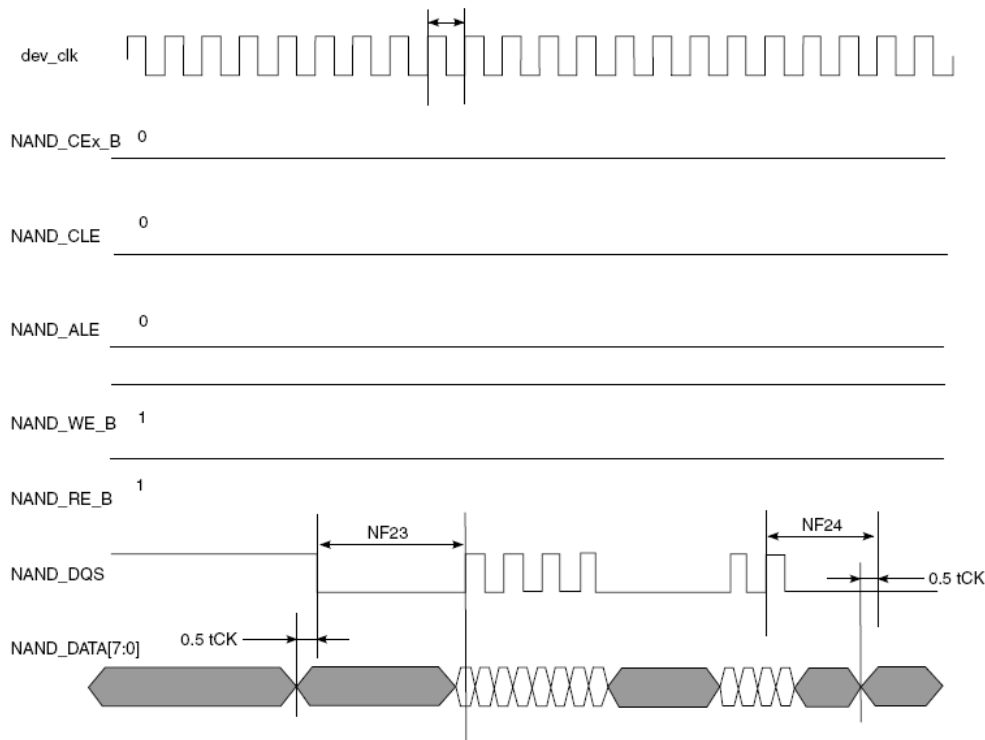 dev_clk
NAND_CEx_B 0
NAND_CLE 0
NAND_ALE 0
NAND_WE_B 1
NAND_RE_B 1
NF23
NF24
NAND_DQS
0.5 tCK
0.5 tCK
NAND_DATA[7:0]